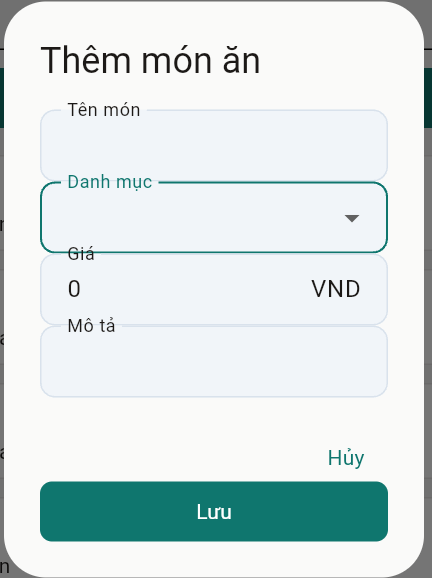 Thêm món ăn
Tên món
Danh mục
Giá
0 VND
Mô tả
Hủy
Lưu